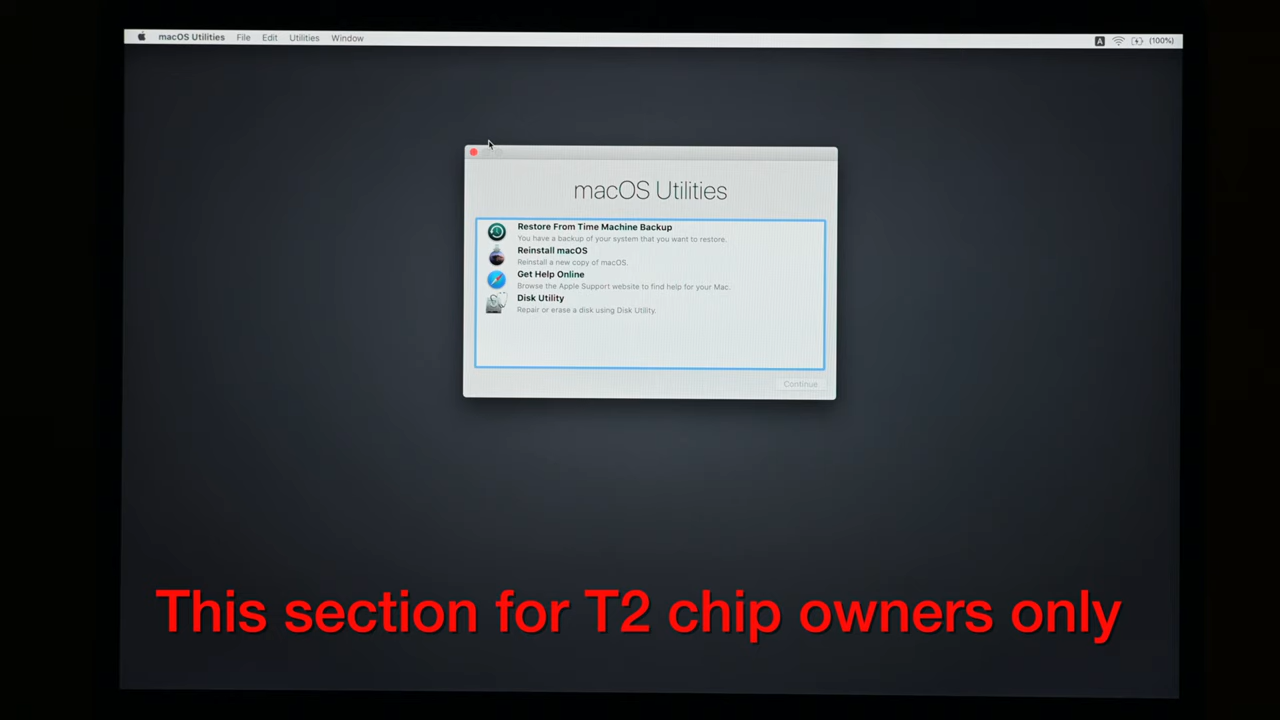 macOS Utilities File Edit Utilities Window A (100%)
macOS Utilities
Restore From Time Machine Backup
You have a backup of your system that you want to restore.
Reinstall macOS
Reinstall a new copy of macOS.
Get Help Online
Browse the Apple Support website to find help for your Mac.
Disk Utility
Repair or erase a disk using Disk Utility.
Continue
This section for T2 chip owners only